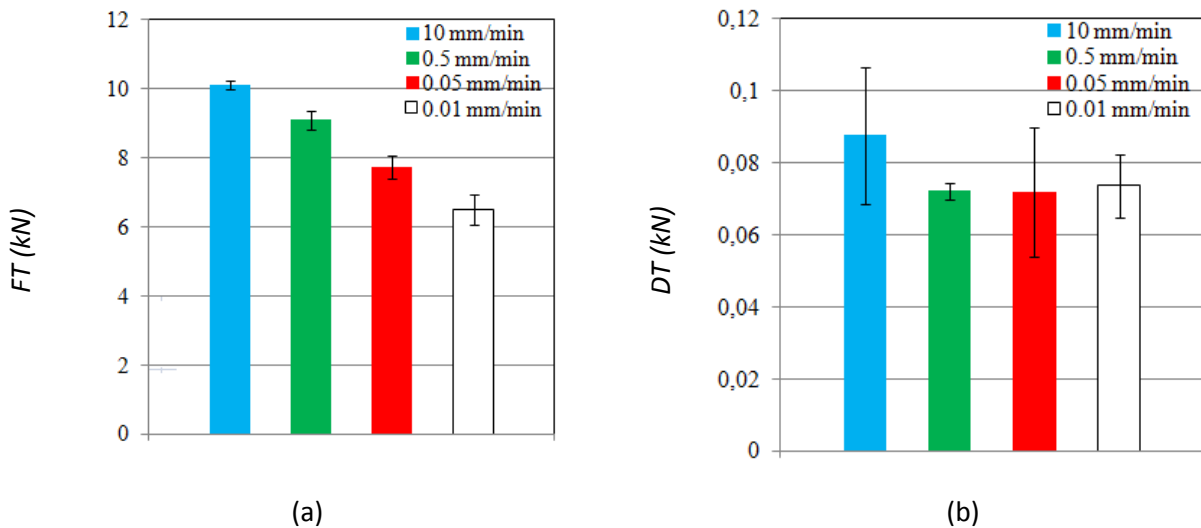 12
10
8
6
4
2
0
FT (kN)
10 mm/min
0.5 mm/min
0.05 mm/min
0.01 mm/min
(a)
0,12
0,1
0,08
0,06
0,04
0,02
0
DT (kN)
10 mm/min
0.5 mm/min
0.05 mm/min
0.01 mm/min
(b)